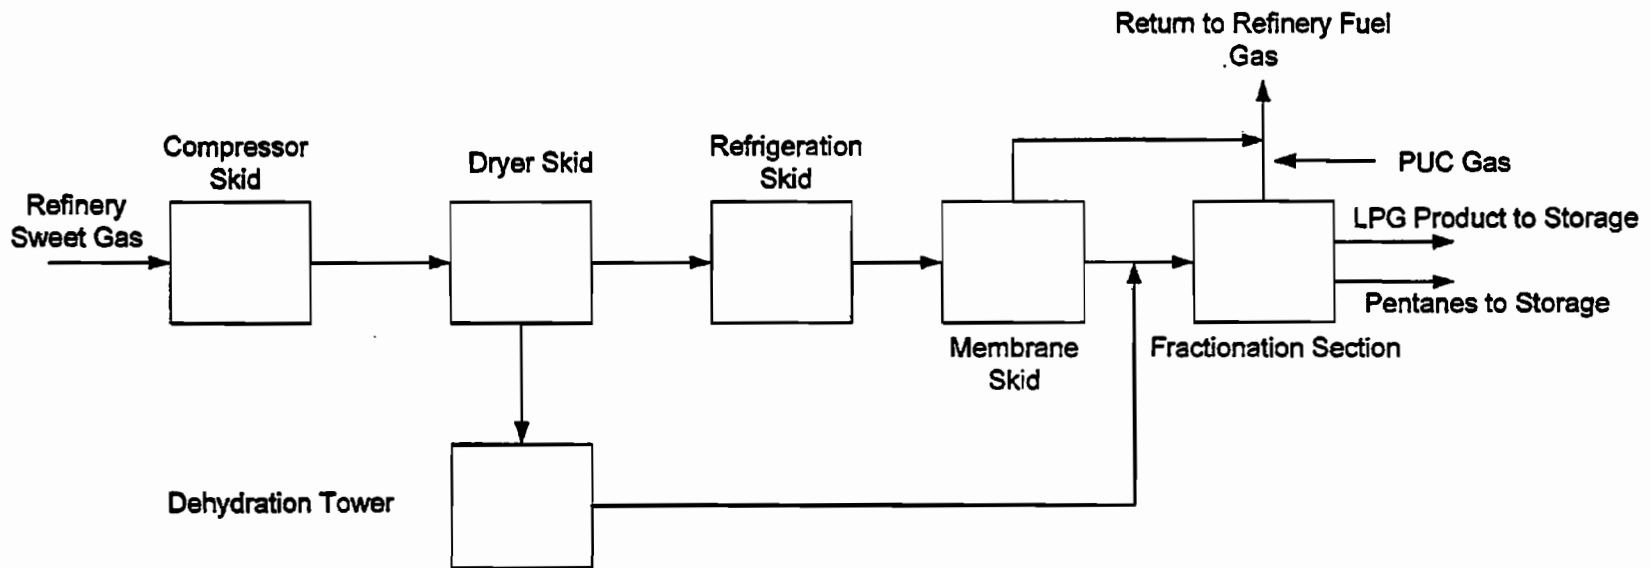 Return to Refinery Fuel
Gas
Compressor
Skid
Dryer Skid
Refrigeration
Skid
PUC Gas
Refinery
Sweet Gas
LPG Product to Storage
Pentanes to Storage
Membrane
Skid
Fractionation Section
Dehydration Tower